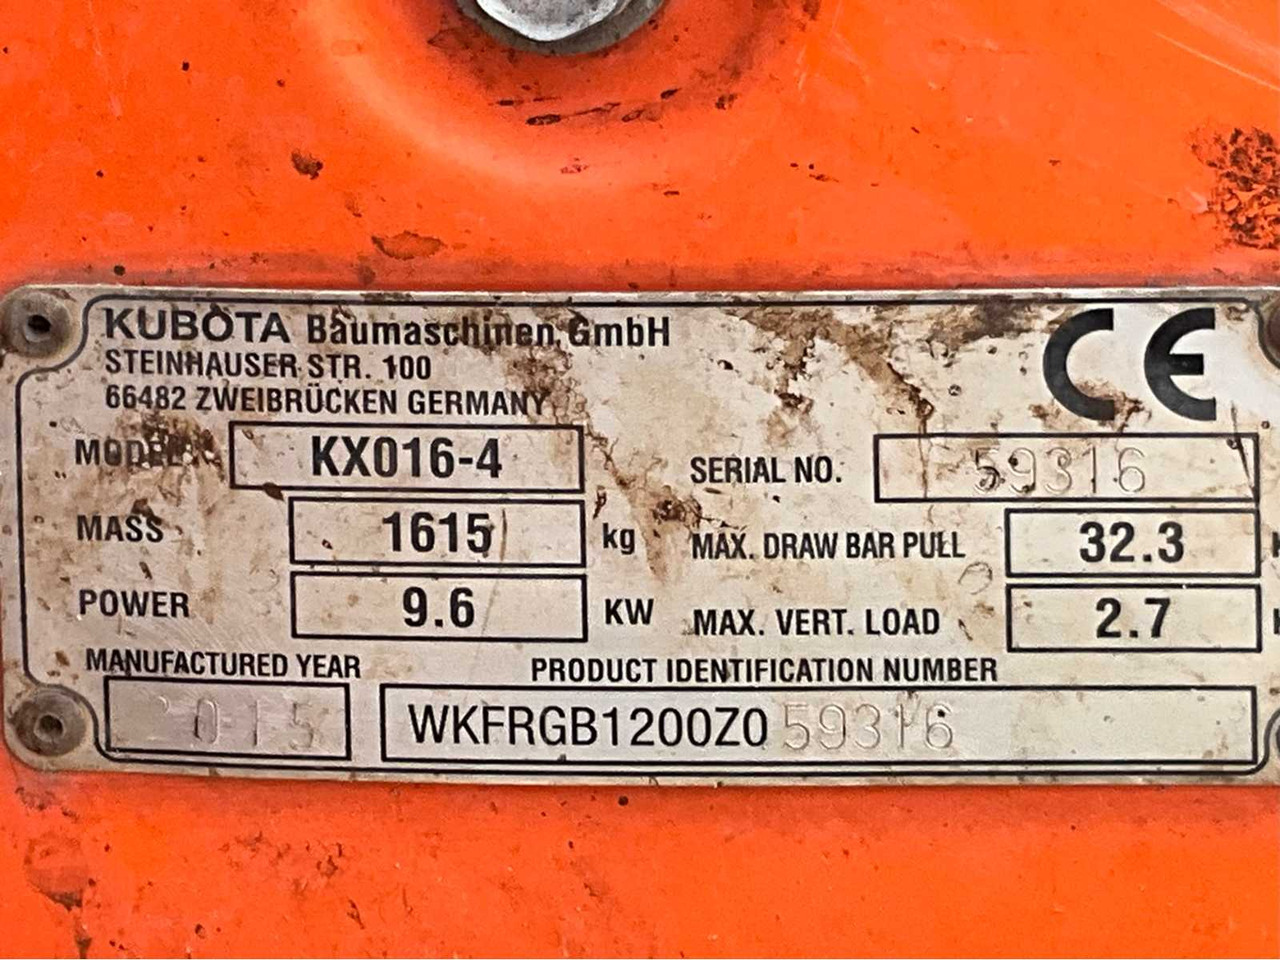 KUBOTA Baumaschinen GmbH
STEINHAUSER STR. 100
66482 ZWEIBRÜCKEN GERMANY
CE
MODEL KX016-4
SERIAL NO. 59316
MASS 1615 kg
MAX. DRAW BAR PULL 32.3
POWER 9.6 KW
MAX. VERT. LOAD 2.7
MANUFACTURED YEAR
PRODUCT IDENTIFICATION NUMBER
2015
WKFRGB1200Z059316